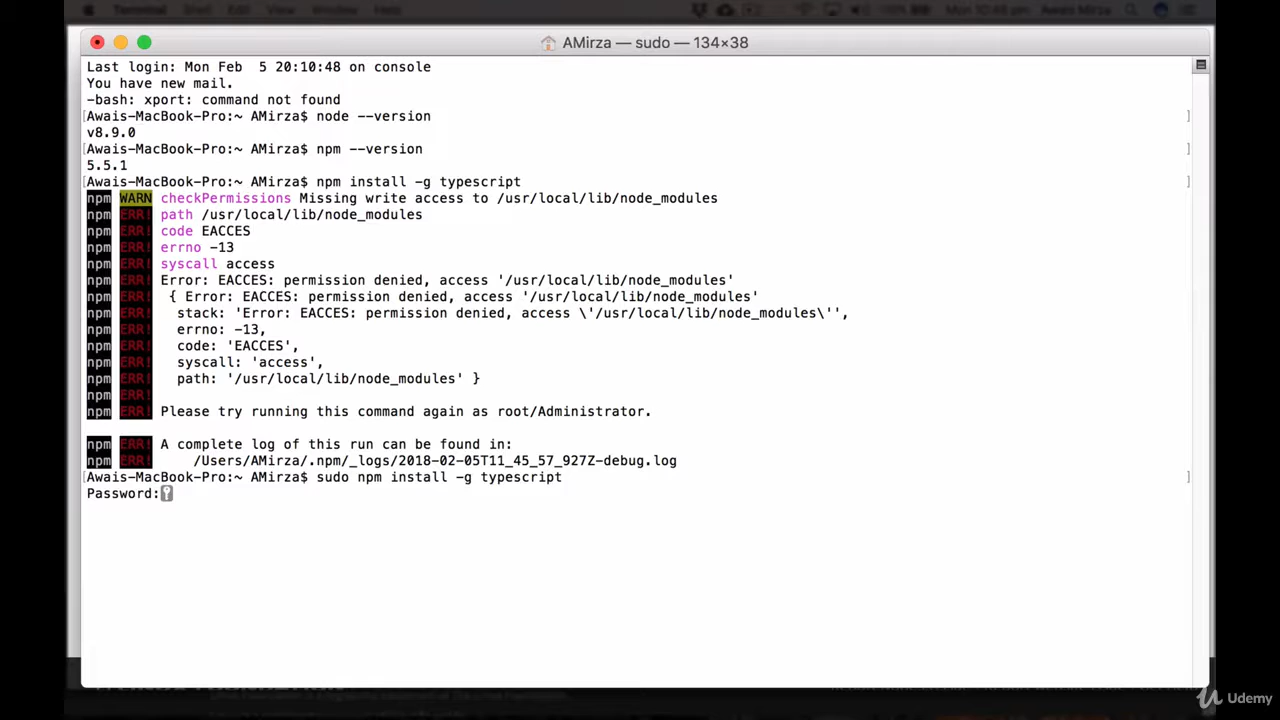 Terminal Shell Edit View Window Help
AMirza — sudo — 134×38
Last login: Mon Feb  5 20:10:48 on console
You have new mail.
-bash: xport: command not found
[Awais-MacBook-Pro:~ AMirza$ node --version ]
v8.9.0
[Awais-MacBook-Pro:~ AMirza$ npm --version ]
5.5.1
[Awais-MacBook-Pro:~ AMirza$ npm install -g typescript ]
npm WARN checkPermissions Missing write access to /usr/local/lib/node_modules
npm ERR! path /usr/local/lib/node_modules
npm ERR! code EACCES
npm ERR! errno -13
npm ERR! syscall access
npm ERR! Error: EACCES: permission denied, access '/usr/local/lib/node_modules'
npm ERR!  { Error: EACCES: permission denied, access '/usr/local/lib/node_modules'
npm ERR!   stack: 'Error: EACCES: permission denied, access \'/usr/local/lib/node_modules\'',
npm ERR!   errno: -13,
npm ERR!   code: 'EACCES',
npm ERR!   syscall: 'access',
npm ERR!   path: '/usr/local/lib/node_modules' }
npm ERR!
npm ERR! Please try running this command again as root/Administrator.
npm ERR! A complete log of this run can be found in:
npm ERR!     /Users/AMirza/.npm/_logs/2018-02-05T11_45_57_927Z-debug.log
[Awais-MacBook-Pro:~ AMirza$ sudo npm install -g typescript ]
Password:
Udemy